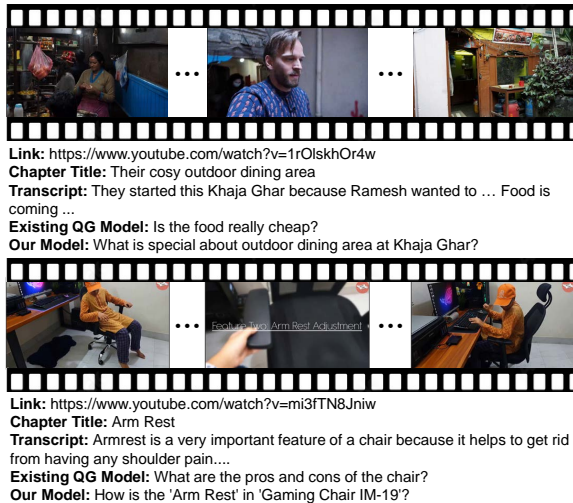 Link: https://www.youtube.com/watch?v=1rOlskhOr4w
Chapter Title: Their cosy outdoor dining area
Transcript: They started this Khaja Ghar because Ramesh wanted to … Food is
coming ...
Existing QG Model: Is the food really cheap?
Our Model: What is special about outdoor dining area at Khaja Ghar?
Feature Two: Arm Rest Adjustment
Link: https://www.youtube.com/watch?v=mi3fTN8Jniw
Chapter Title: Arm Rest
Transcript: Armrest is a very important feature of a chair because it helps to get rid
from having any shoulder pain....
Existing QG Model: What are the pros and cons of the chair?
Our Model: How is the 'Arm Rest' in 'Gaming Chair IM-19'?